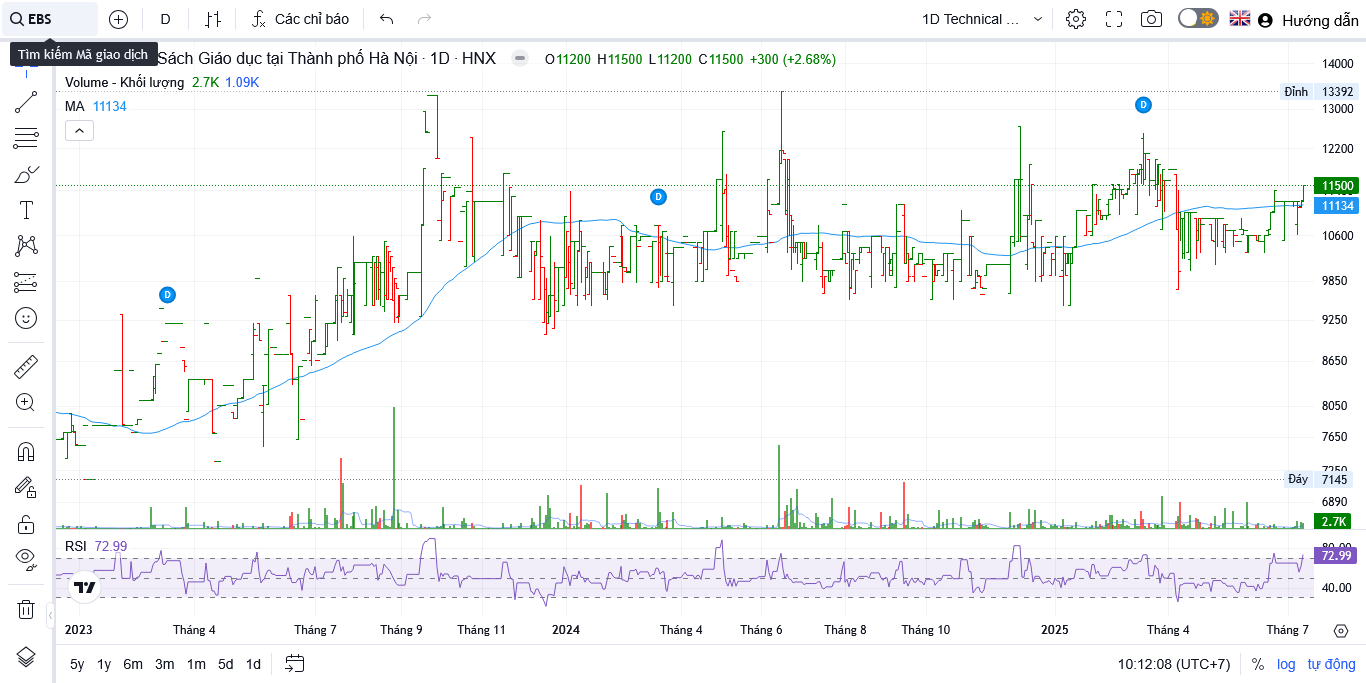 EBS
D
Các chỉ báo
1D Technical ...
Hướng dẫn
Tìm kiếm Mã giao dịch
Sách Giáo dục tại Thành phố Hà Nội · 1D · HNX
O11200 H11500 L11200 C11500 +300 (+2.68%)
Volume - Khối lượng 2.7K 1.09K
MA 11134
D
D
D
14000
Đỉnh 13392
13000
12200
11500
11134
10600
9850
9250
8650
8050
7650
7250
Đáy 7145
6890
2.7K
RSI 72.99
80.00
72.99
40.00
2023 Tháng 4 Tháng 7 Tháng 9 Tháng 11 2024 Tháng 4 Tháng 6 Tháng 8 Tháng 10 2025 Tháng 4 Tháng 7
5y 1y 6m 3m 1m 5d 1d
10:12:08 (UTC+7) % log tự động